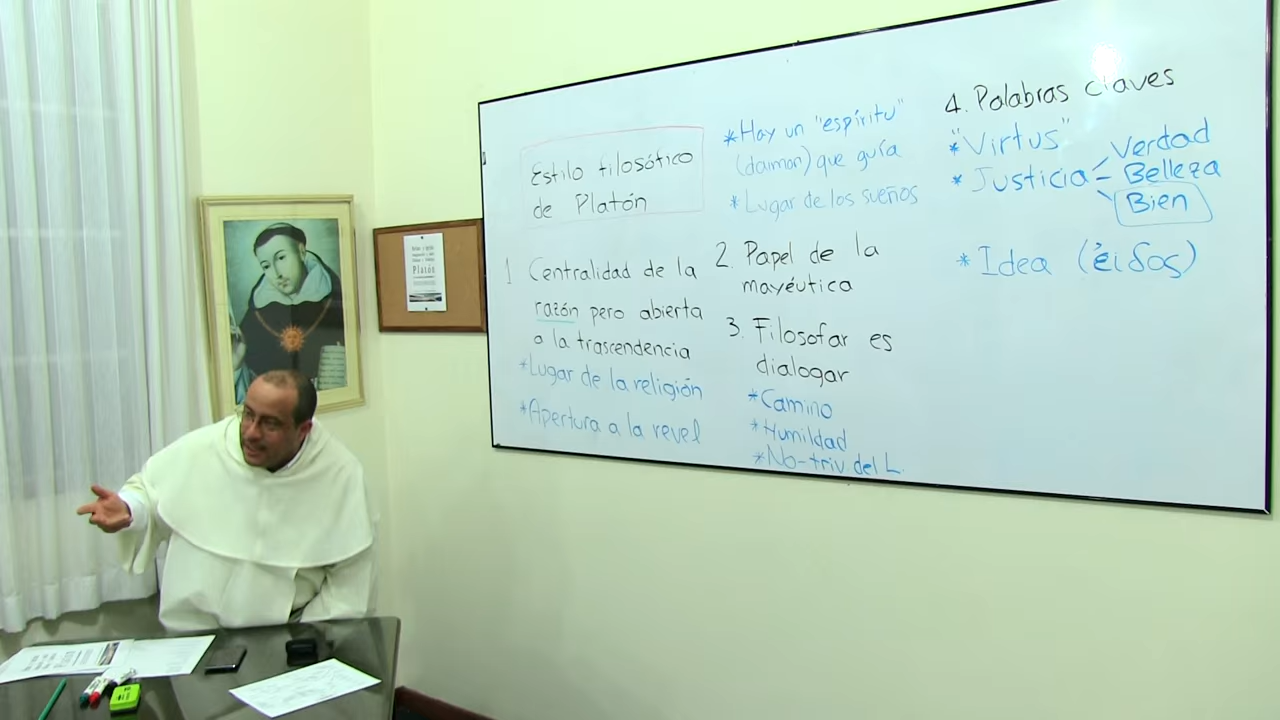 Estilo filosófico
de Platón
1 Centralidad de la
razón pero abierta
a la trascendencia
*Lugar de la religión
*Apertura a la revel
*Hay un "espíritu"
(daimon) que guía
*Lugar de los sueños
2. Papel de la
mayéutica
3. Filosofar es
dialogar
*Camino
*Humildad
*No-triv. del L.
4. Palabras claves
*"Virtus"
*Justicia
Verdad
Belleza
Bien
*Idea (éiδos)
Platón